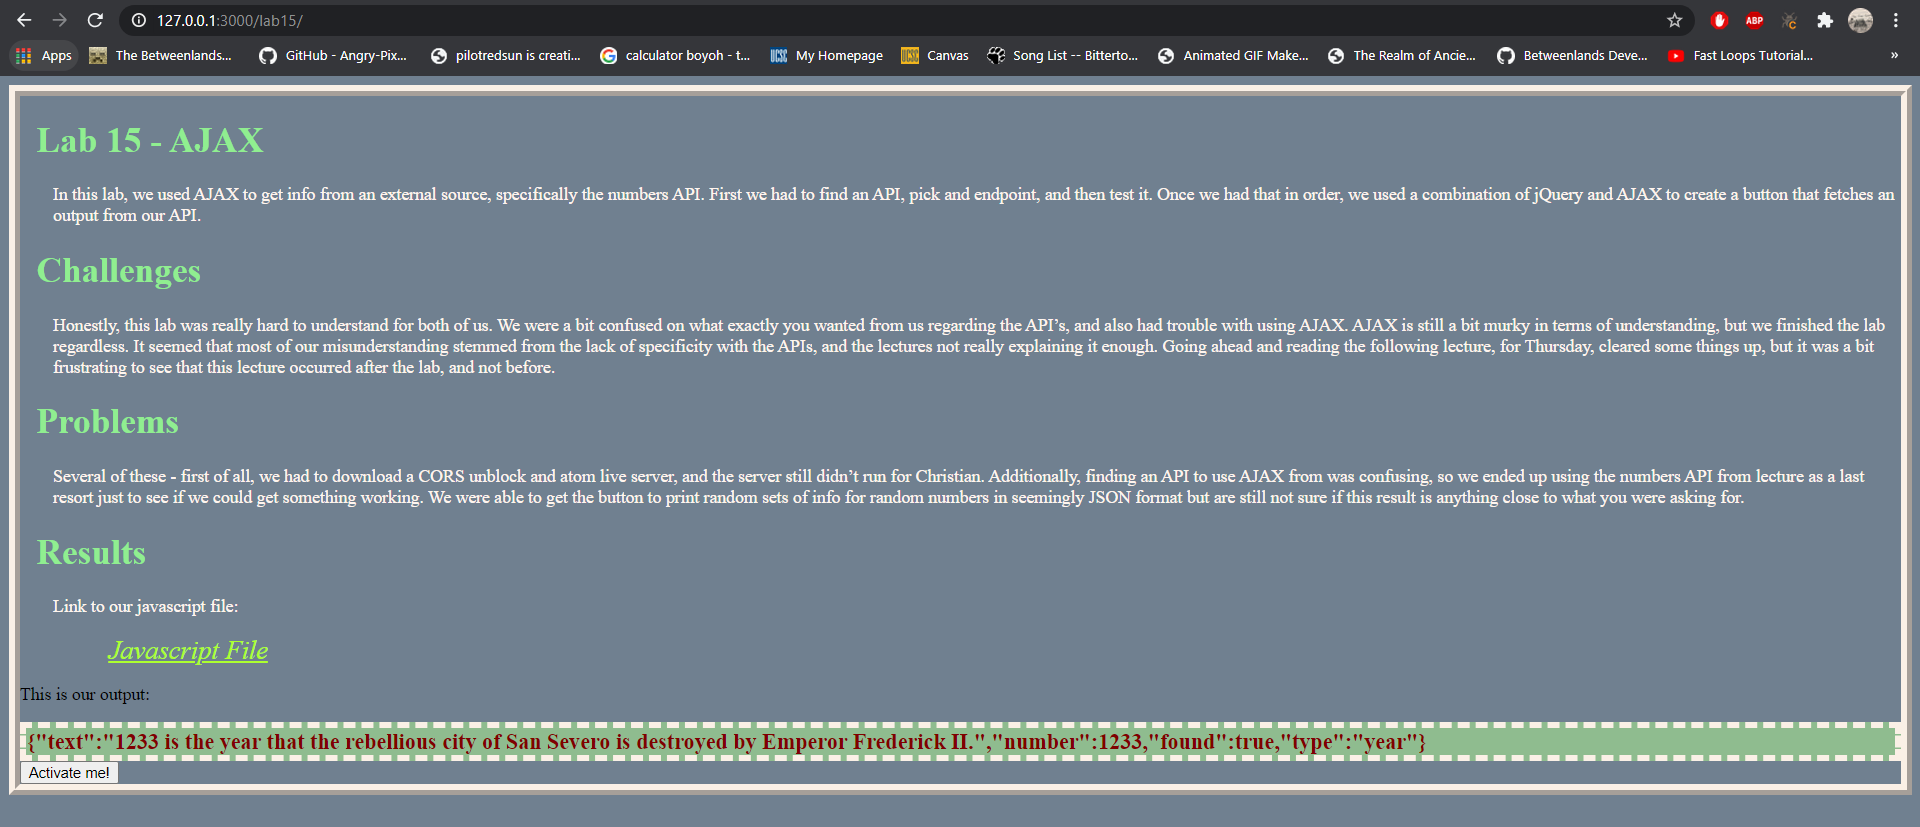 127.0.0.1:3000/lab15/
ABP
C
Apps
The Betweenlands...
GitHub - Angry-Pix...
pilotredsun is creati...
calculator boyoh - t...
UCSC
My Homepage
UCSC
Canvas
Song List -- Bitterto...
Animated GIF Make...
The Realm of Ancie...
Betweenlands Deve...
Fast Loops Tutorial...
»
Lab 15 - AJAX
In this lab, we used AJAX to get info from an external source, specifically the numbers API. First we had to find an API, pick and endpoint, and then test it. Once we had that in order, we used a combination of jQuery and AJAX to create a button that fetches an
output from our API.
Challenges
Honestly, this lab was really hard to understand for both of us. We were a bit confused on what exactly you wanted from us regarding the API’s, and also had trouble with using AJAX. AJAX is still a bit murky in terms of understanding, but we finished the lab
regardless. It seemed that most of our misunderstanding stemmed from the lack of specificity with the APIs, and the lectures not really explaining it enough. Going ahead and reading the following lecture, for Thursday, cleared some things up, but it was a bit
frustrating to see that this lecture occurred after the lab, and not before.
Problems
Several of these - first of all, we had to download a CORS unblock and atom live server, and the server still didn’t run for Christian. Additionally, finding an API to use AJAX from was confusing, so we ended up using the numbers API from lecture as a last
resort just to see if we could get something working. We were able to get the button to print random sets of info for random numbers in seemingly JSON format but are still not sure if this result is anything close to what you were asking for.
Results
Link to our javascript file:
Javascript File
This is our output:
{"text":"1233 is the year that the rebellious city of San Severo is destroyed by Emperor Frederick II.","number":1233,"found":true,"type":"year"}
Activate me!